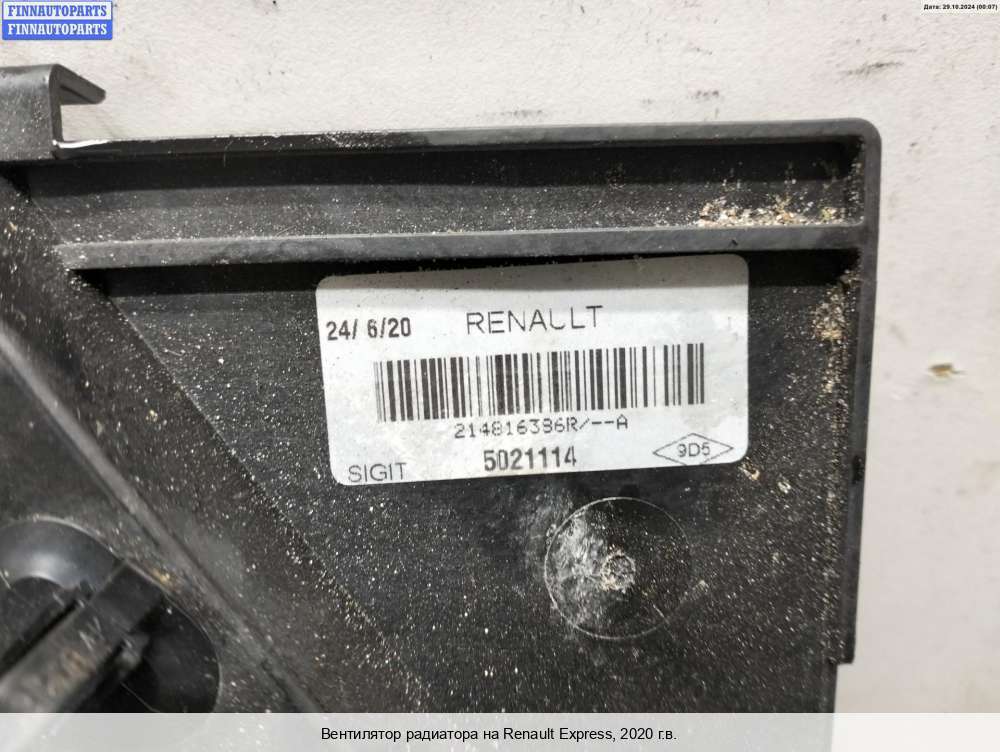 FINNAUTOPARTS
FINNAUTOPARTS
Дата: 29.10.2024 (00:07)
24/ 6/20 RENAULT
214816386R/--A
SIGIT 5021114 9D5
Вентилятор радиатора на Renault Express, 2020 г.в.